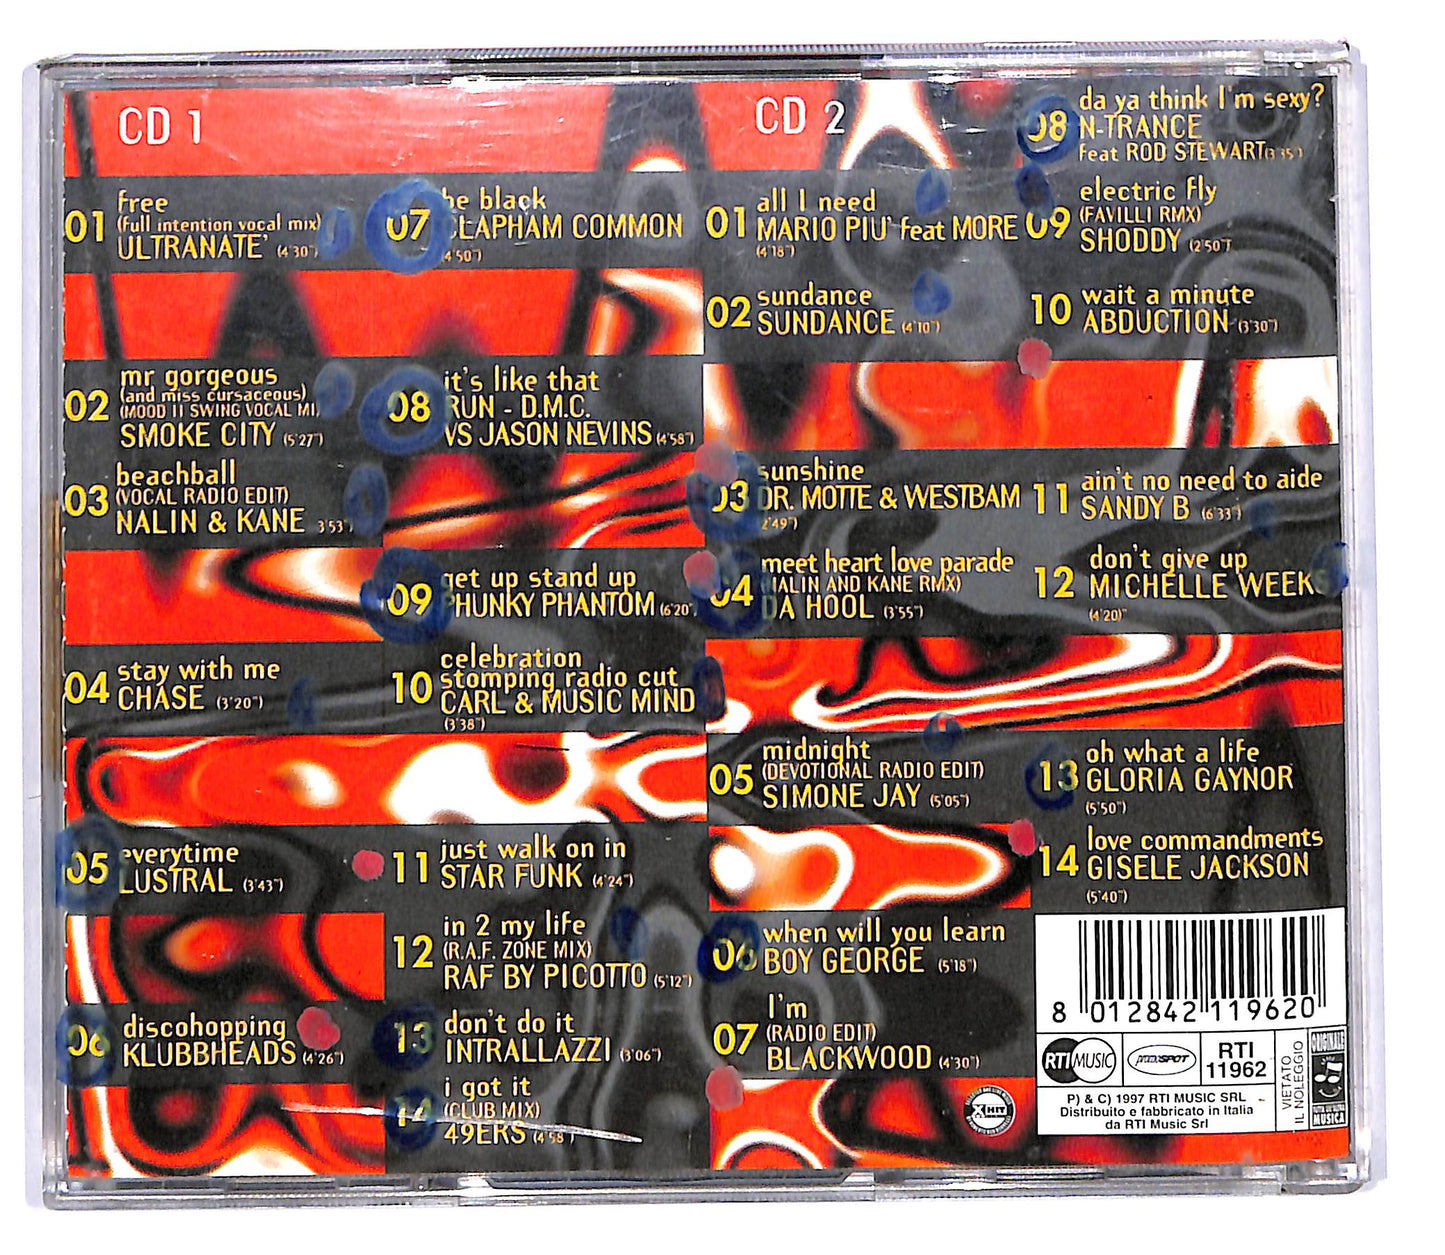 CD 1
free
01 (full intention vocal mix)
ULTRANATE' (4'30")
mr gorgeous
(and miss cursaceous)
02 (MOOD II SWING VOCAL MI
SMOKE CITY (5'27")
beachball
03 (VOCAL RADIO EDIT)
NALIN & KANE 3'53")
stay with me
04 CHASE (3'20")
everytime
05 LUSTRAL (3'43")
discohopping
06 KLUBBHEADS (4'26")
he black
07 CLAPHAM COMMON
(4'50")
it's like that
08 RUN - D.M.C.
VS JASON NEVINS (4'58")
get up stand up
09 PHUNKY PHANTOM (6'20"
celebration
10 stomping radio cut
CARL & MUSIC MIND
(3'38")
just walk on in
11 STAR FUNK (4'24")
in 2 my life
12 (R.A.F. ZONE MIX)
RAF BY PICOTTO (5'12")
don't do it
13 INTRALLAZZI (3'06")
i got it
14 (CLUB MIX)
49ERS (4'58")
CD 2
all I need
01 MARIO PIU' feat MORE
(4'18")
sundance
02 SUNDANCE (4'10")
sunshine
03 DR. MOTTE & WESTBAM
2'49")
meet heart love parade
04 (NALIN AND KANE RMX)
DA HOOL (3'55")
midnight
05 (DEVOTIONAL RADIO EDIT)
SIMONE JAY (5'05")
when will you learn
06 BOY GEORGE (5'18")
I'm
07 (RADIO EDIT)
BLACKWOOD (4'30")
da ya think I'm sexy?
08 N-TRANCE
feat ROD STEWART (3'35")
electric fly
09 (FAVILLI RMX)
SHODDY (2'50")
wait a minute
10 ABDUCTION (3'30")
ain't no need to aide
11 SANDY B (6'33")
don't give up
12 MICHELLE WEEKS
(4'20)"
oh what a life
13 GLORIA GAYNOR
(5'50")
love commandments
14 GISELE JACKSON
(5'40")
8 012842 119620
RTI MUSIC
SPOT
RTI
11962
P) & C) 1997 RTI MUSIC SRL
Distribuito e fabbricato in Italia
da RTI Music Srl
VIETATO
IL NOLEGGIO
ORIGINALE
MUSICA
X HIT